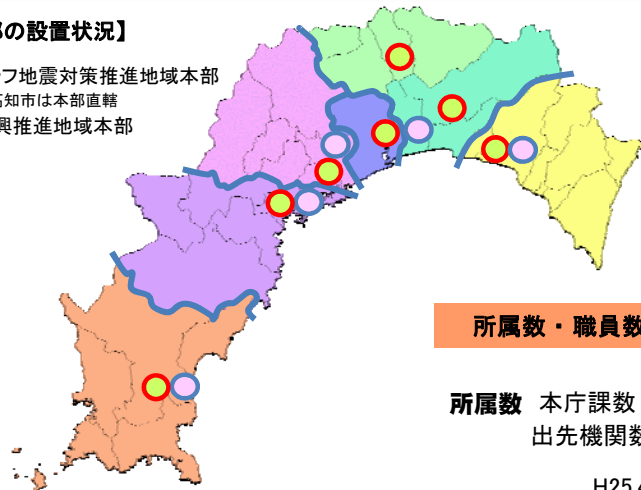 の設置状況】
フ地震対策推進地域本部
高知市は本部直轄
興推進地域本部
所属数・職員数
所属数 本庁課数
出先機関数
H25.